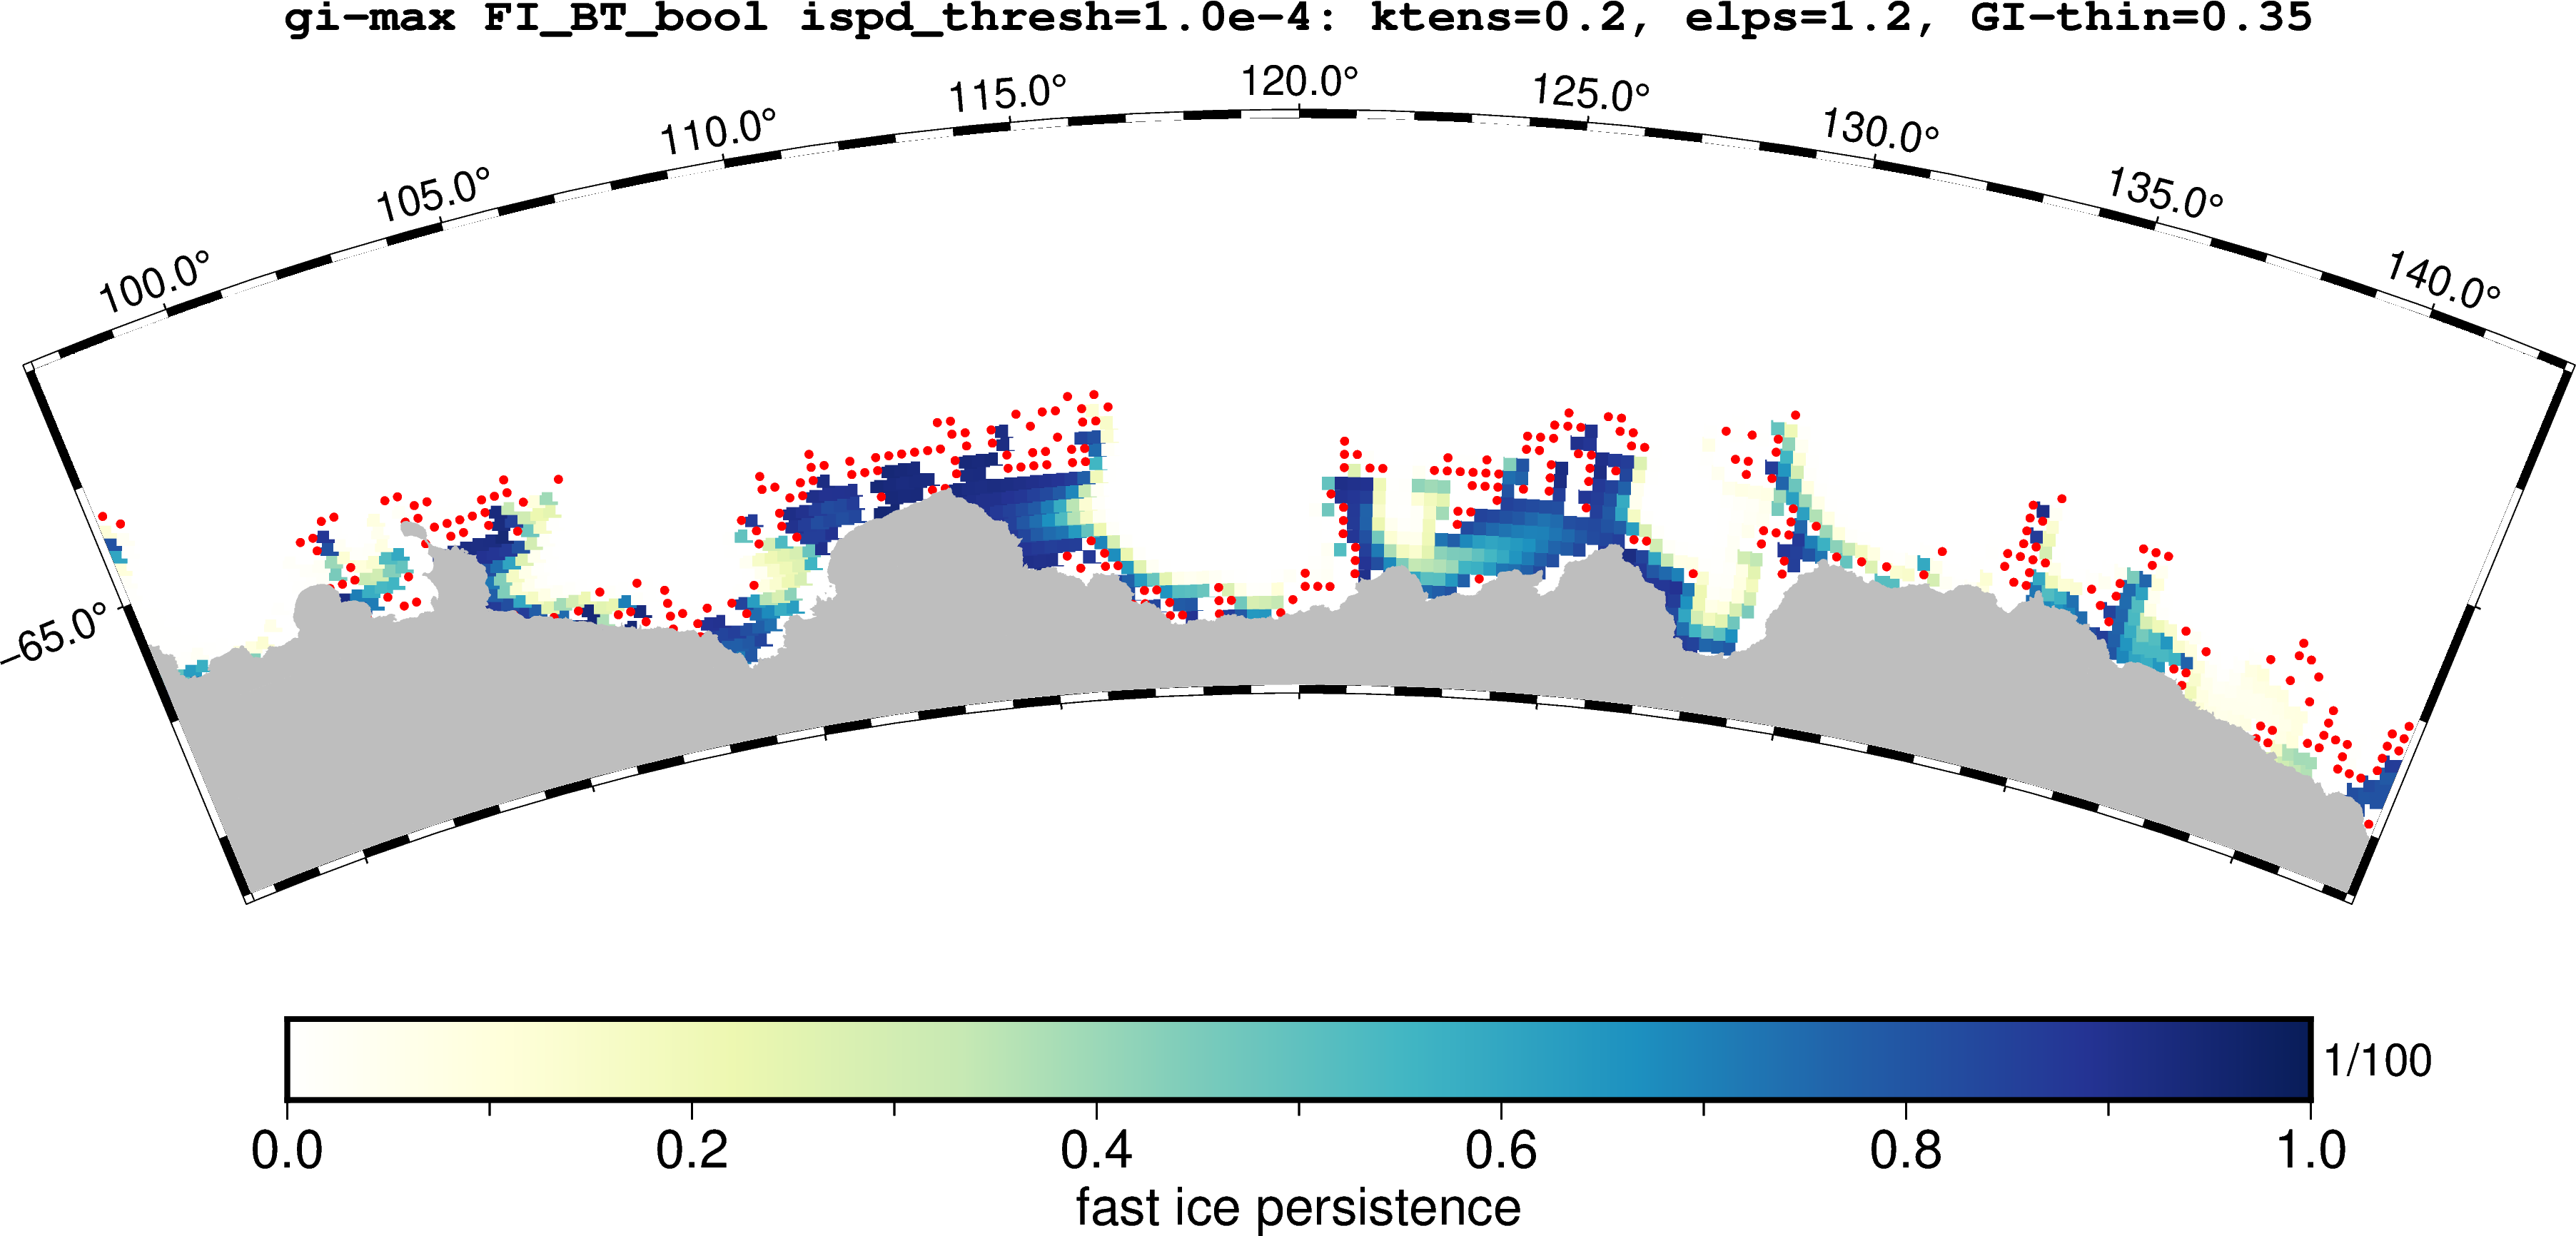 gi-max FI_BT_bool ispd_thresh=1.0e-4: ktens=0.2, elps=1.2, GI-thin=0.35
100.0° 105.0° 110.0° 115.0° 120.0° 125.0° 130.0° 135.0° 140.0°
-65.0°
1/100
0.0 0.2 0.4 0.6 0.8 1.0
fast ice persistence